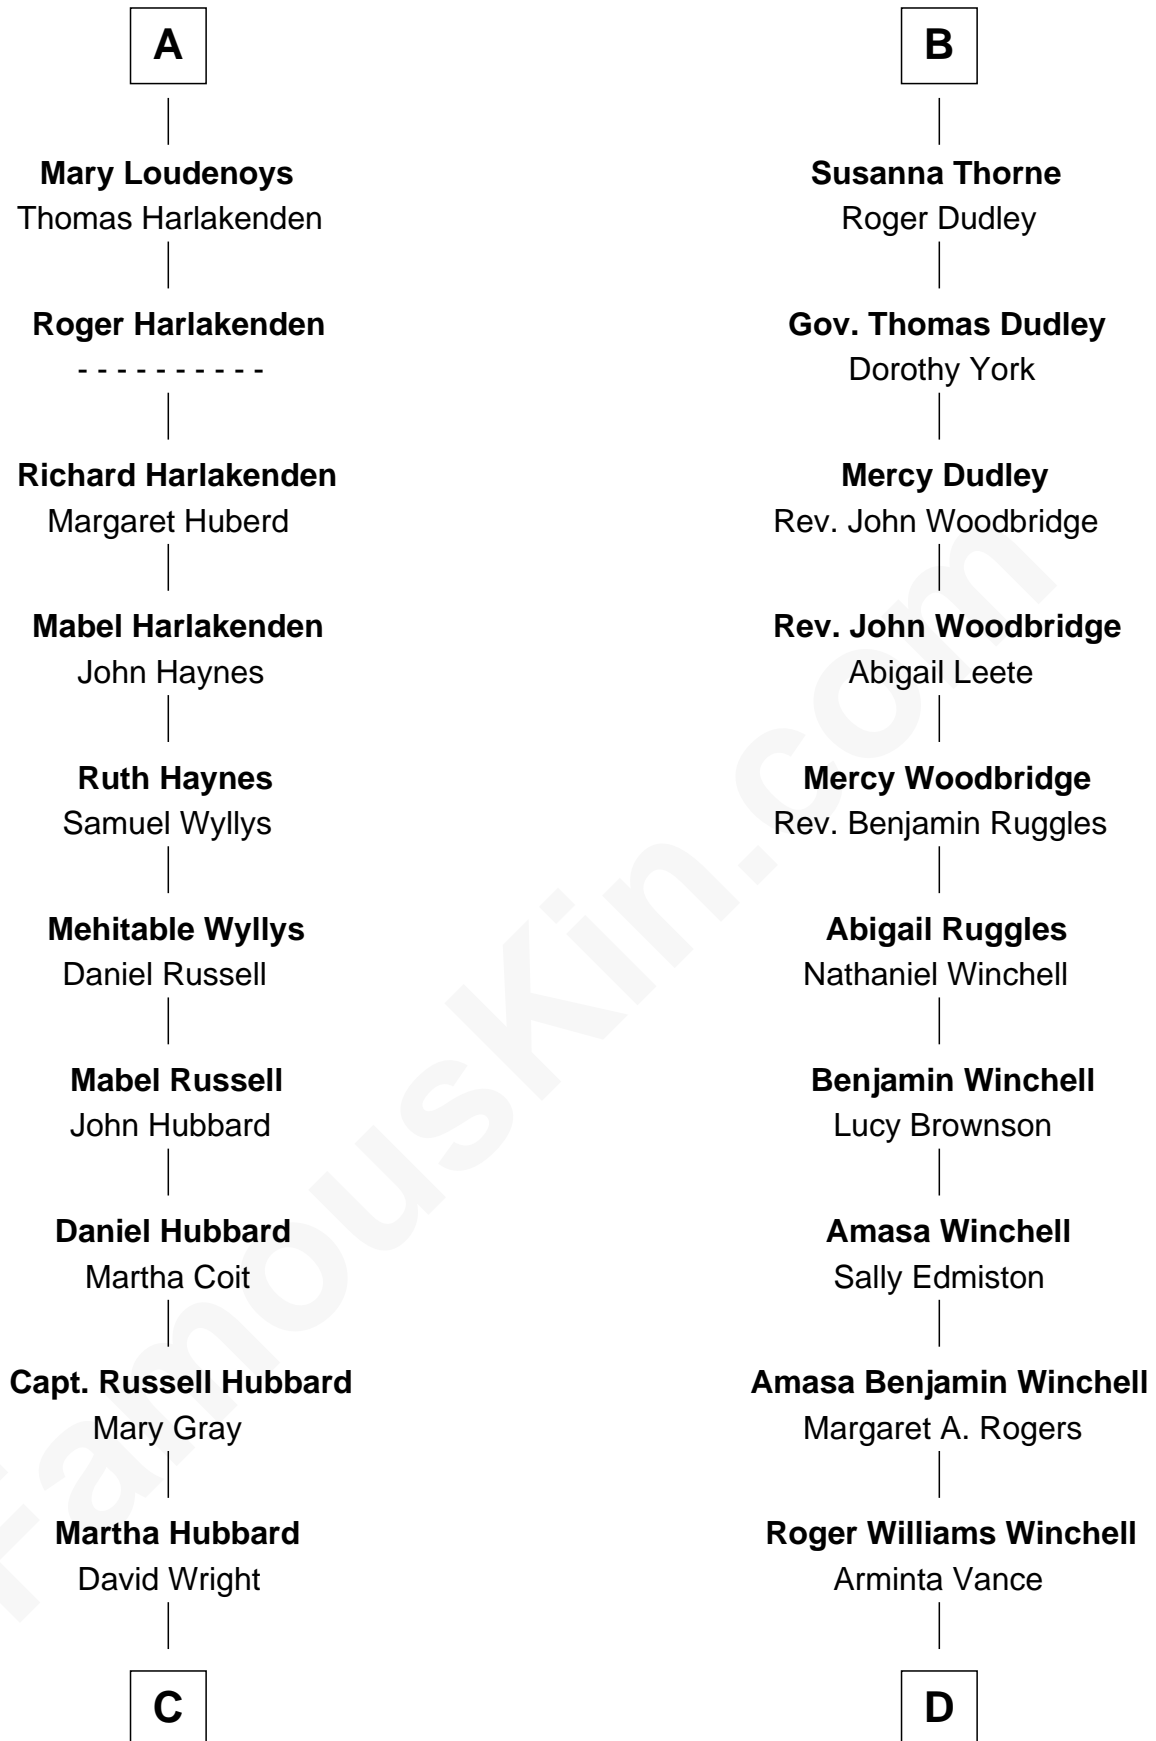 A
Mary Loudenoys
Thomas Harlakenden
Roger Harlakenden
- - - - - - - - - -
Richard Harlakenden
Margaret Huberd
Mabel Harlakenden
John Haynes
Ruth Haynes
Samuel Wyllys
Mehitable Wyllys
Daniel Russell
Mabel Russell
John Hubbard
Daniel Hubbard
Martha Coit
Capt. Russell Hubbard
Mary Gray
Martha Hubbard
David Wright
C
B
Susanna Thorne
Roger Dudley
Gov. Thomas Dudley
Dorothy York
Mercy Dudley
Rev. John Woodbridge
Rev. John Woodbridge
Abigail Leete
Mercy Woodbridge
Rev. Benjamin Ruggles
Abigail Ruggles
Nathaniel Winchell
Benjamin Winchell
Lucy Brownson
Amasa Winchell
Sally Edmiston
Amasa Benjamin Winchell
Margaret A. Rogers
Roger Williams Winchell
Arminta Vance
D
FamousKin.com